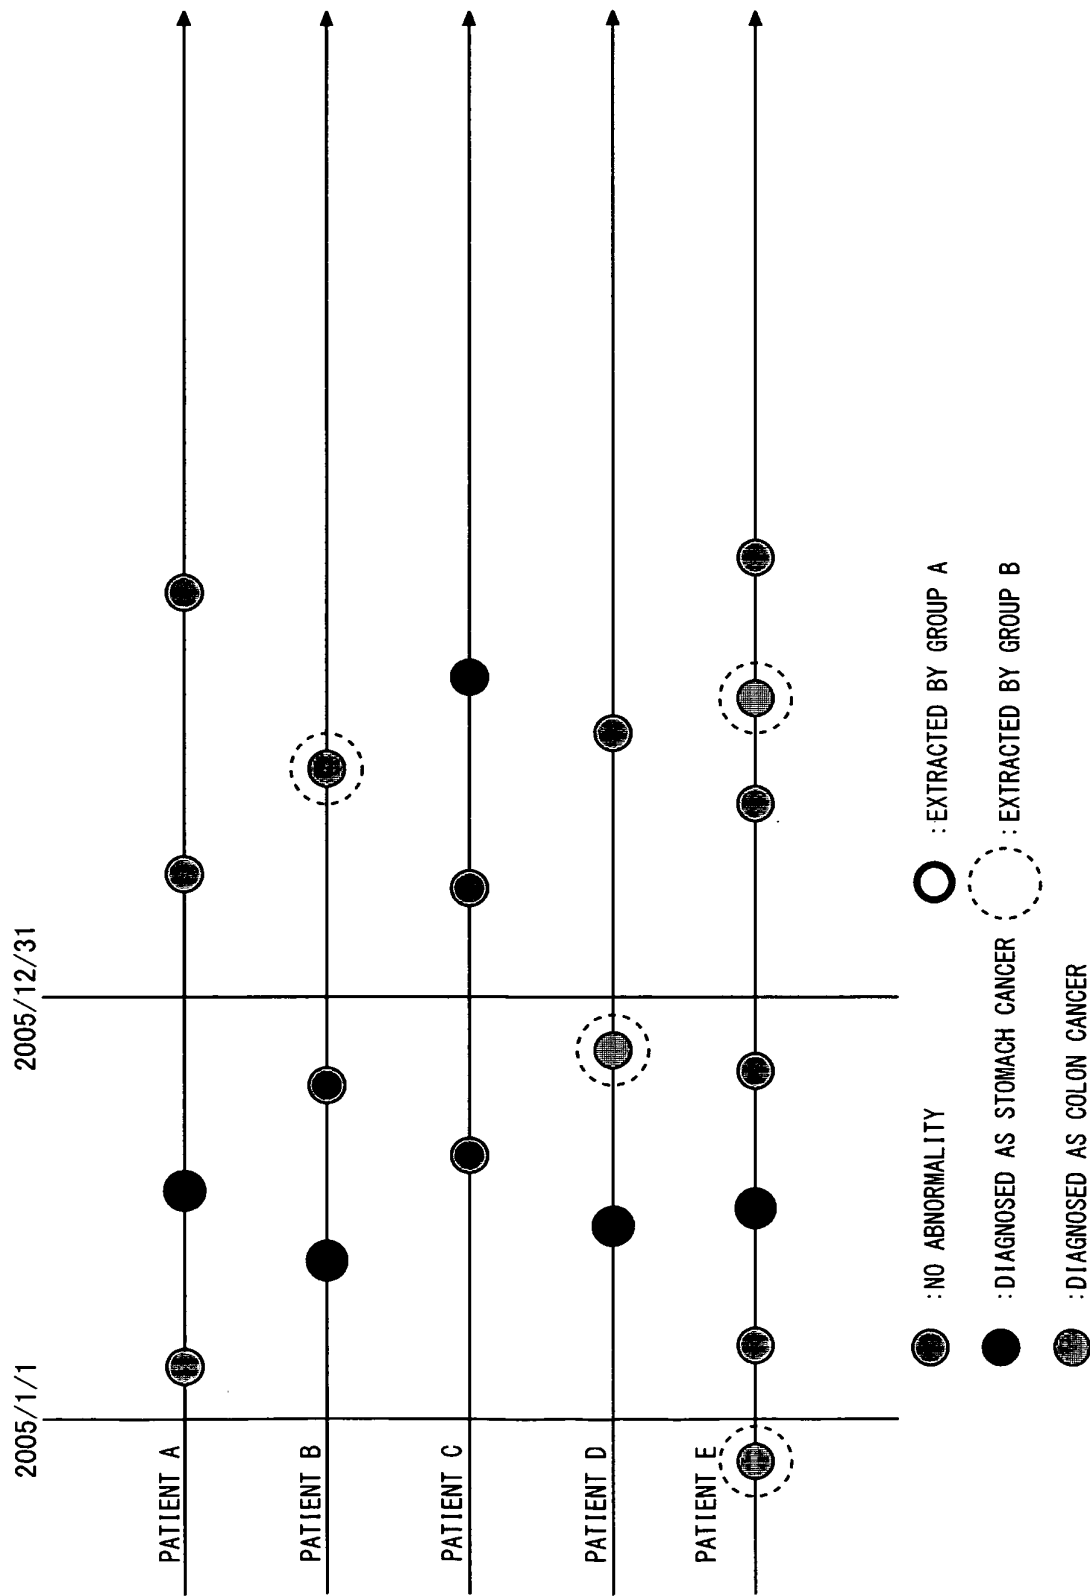 2005/1/1
2005/12/31
PATIENT A
PATIENT B
PATIENT C
PATIENT D
PATIENT E
:NO ABNORMALITY
:DIAGNOSED AS STOMACH CANCER
:DIAGNOSED AS COLON CANCER
:EXTRACTED BY GROUP A
:EXTRACTED BY GROUP B